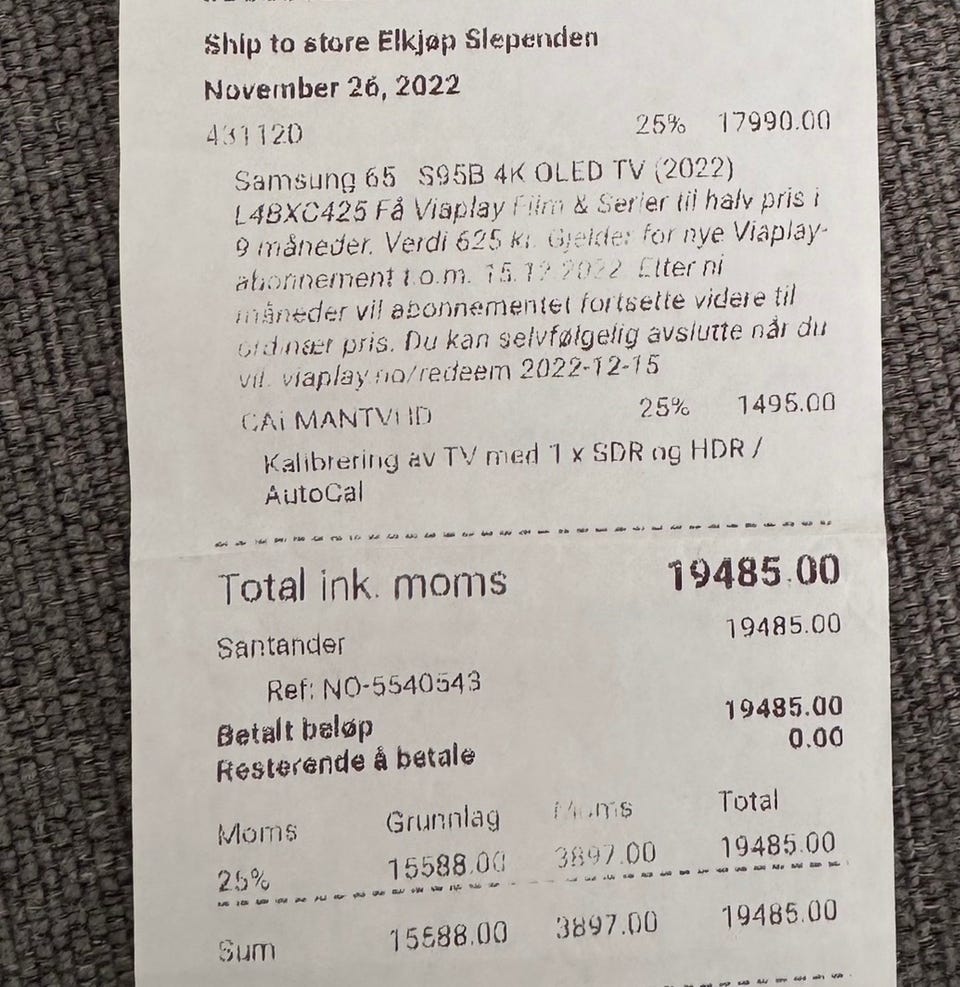 Ship to store Elkjøp Slependen
November 26, 2022
431120 25% 17990.00
Samsung 65 S95B 4K OLED TV (2022)
L4BXC425 Få Viaplay Film & Serier til halv pris i
9 måneder. Verdi 625 kr. Gjelder for nye Viaplay-
abonnement t.o.m. 15.12.2022. Etter ni
måneder vil abonnementet fortsette videre til
ordinær pris. Du kan selvfølgelig avslutte når du
vil. viaplay.no/redeem 2022-12-15
25% 1495.00
Kalibrering av TV med 1 x SDR og HDR /
AutoCal
Total ink. moms 19485.00
Santander 19485.00
Ref: NO-5540543
Betalt beløp 19485.00
Resterende å betale 0.00
Moms Grunnlag Moms Total
25% 15588.00 3897.00 19485.00
Sum 15588.00 3897.00 19485.00